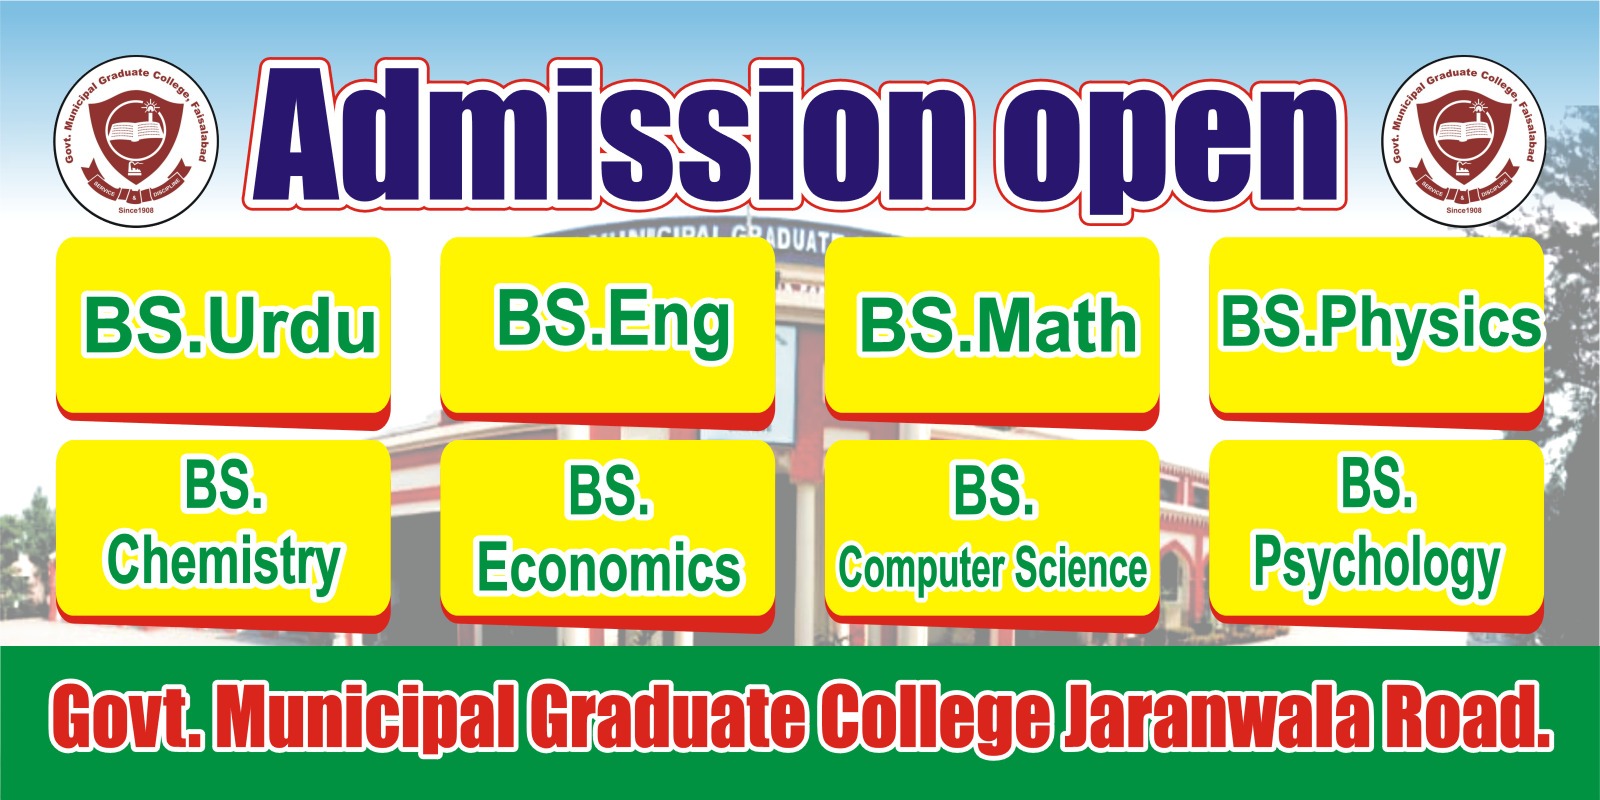 Admission open
Govt. Municipal Graduate College, Faisalabad
SERVICE & DISCIPLINE
Since1908
Govt. Municipal Graduate College, Faisalabad
SERVICE & DISCIPLINE
Since1908
MUNICIPAL GRADUATE
BS.Urdu
BS.Eng
BS.Math
BS.Physics
BS.
Chemistry
BS.
Economics
BS.
Computer Science
BS.
Psychology
Govt. Municipal Graduate College Jaranwala Road.